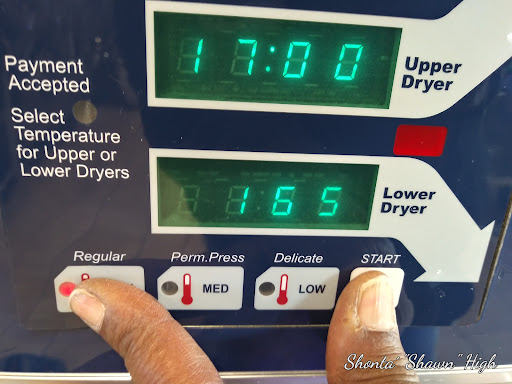 17:00
Payment
Accepted
Upper
Dryer
Select
Temperature
for Upper or
Lower Dryers
165
Lower
Dryer
Regular
Perm.Press
Delicate
START
MED
LOW
Shonta' "Shawn" High